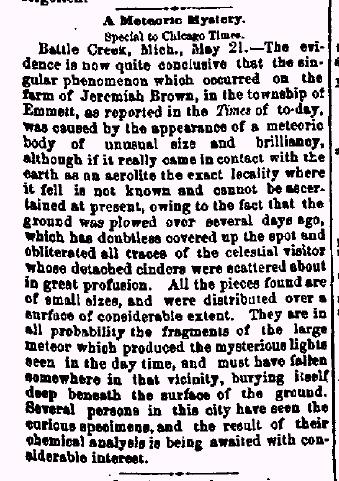 A Meteoric Mystery.
Special to Chicago Times.
Battle Creek, Mich., May 21.—The evi-
dence is now quite conclusive that the sin-
gular phenomenon which occurred on the
farm of Jeremiah Brown, in the township of
Emmett, as reported in the Times of to-day,
was caused by the appearance of a meteoric
body of unusual size and brilliancy,
although if it really came in contact with the
earth as an aerolite the exact locality where
it fell is not known and cannot be ascer-
tained at present, owing to the fact that the
ground was plowed over several days ago,
which has doubtless covered up the spot and
obliterated all traces of the celestial visitor
whose detached cinders were scattered about
in great profusion. All the pieces found are
of small sizes, and were distributed over a
surface of considerable extent. They are in
all probability the fragments of the large
meteor which produced the mysterious lights
seen in the day time, and must have fallen
somewhere in that vicinity, burying itself
deep beneath the surface of the ground.
Several persons in this city have seen the
curious specimens, and the result of their
chemical analysis is being awaited with con-
siderable interest.